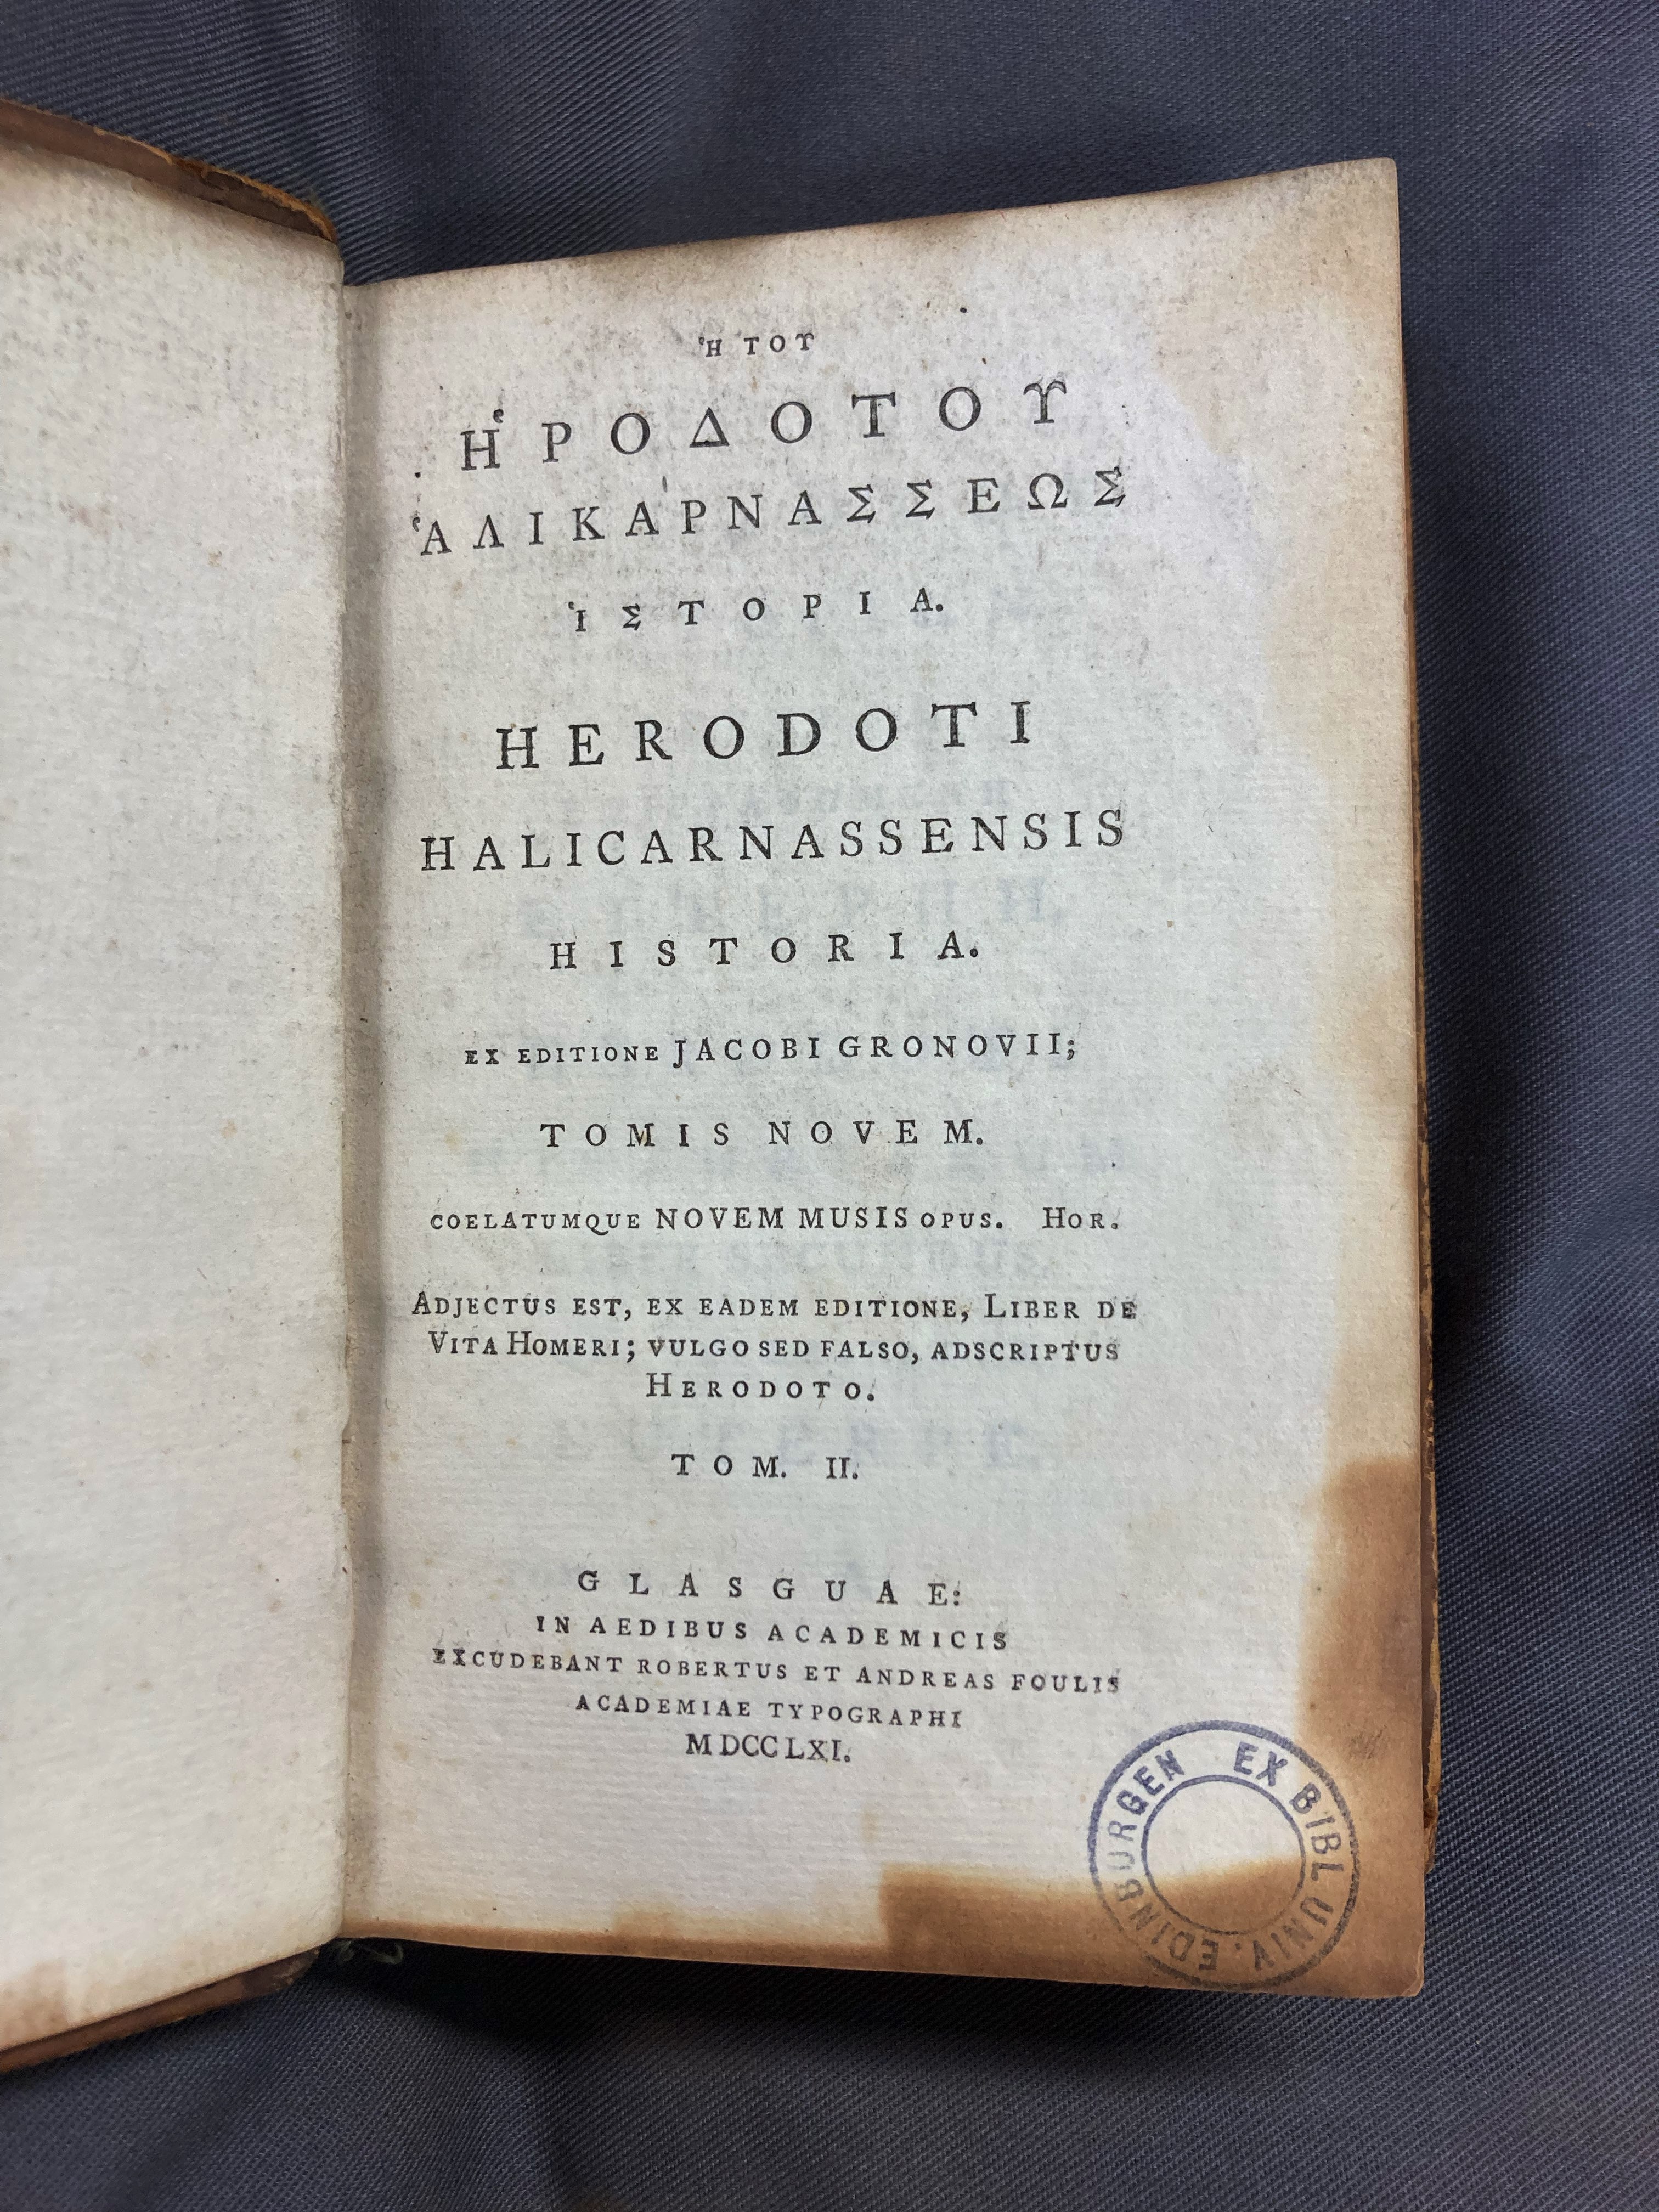 Ἡ ΤΟΥ
ἩΡΟΔΟΤΟΥ
ἉΛΙΚΑΡΝΑΣΣΕΩΣ
ἹΣΤΟΡΙΑ.
HERODOTI
HALICARNASSENSIS
HISTORIA.
EX EDITIONE JACOBI GRONOVII;
TOMIS NOVEM.
COELATUMQUE NOVEM MUSIS OPUS. HOR.
ADJECTUS EST, EX EADEM EDITIONE, LIBER DE
VITA HOMERI; VULGO SED FALSO, ADSCRIPTUS
HERODOTO.
TOM. II.
GLASGUAE:
IN AEDIBUS ACADEMICIS
EXCUDEBANT ROBERTUS ET ANDREAS FOULIS
ACADEMIAE TYPOGRAPHI
MDCCLXI.
EX BIBL. UNIV. EDINBURGEN